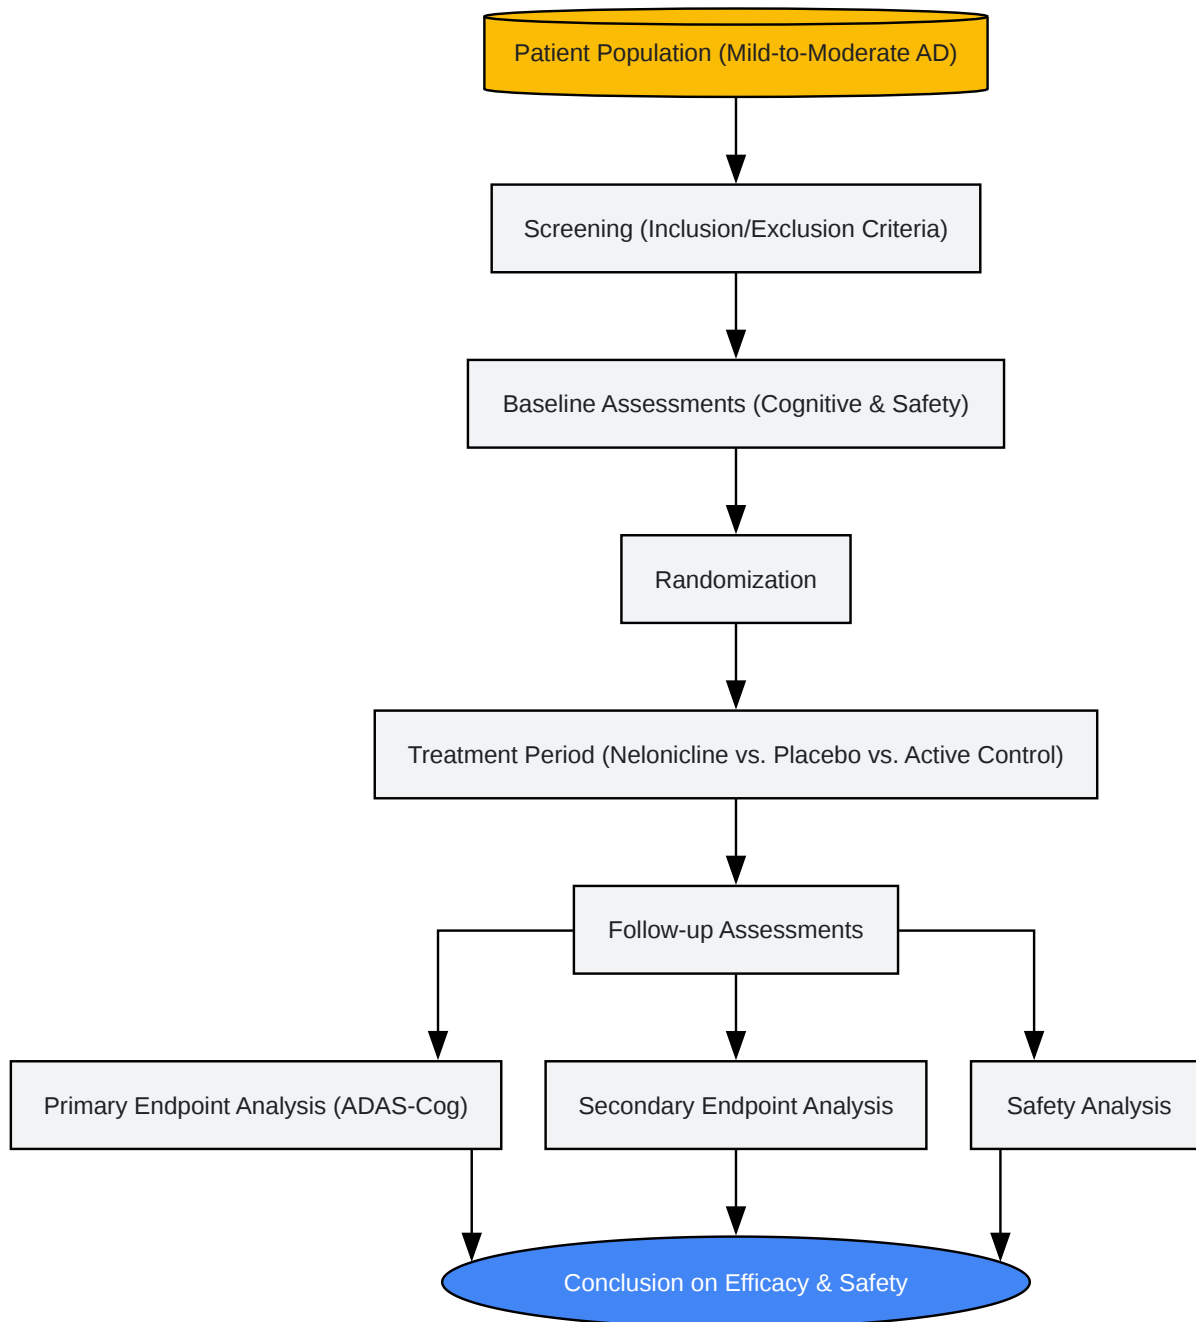 Patient Population (Mild-to-Moderate AD)
Screening (Inclusion/Exclusion Criteria)
Baseline Assessments (Cognitive & Safety)
Randomization
Treatment Period (Nelonicline vs. Placebo vs. Active Control)
Follow-up Assessments
Primary Endpoint Analysis (ADAS-Cog)
Secondary Endpoint Analysis
Safety Analysis
Conclusion on Efficacy & Safety